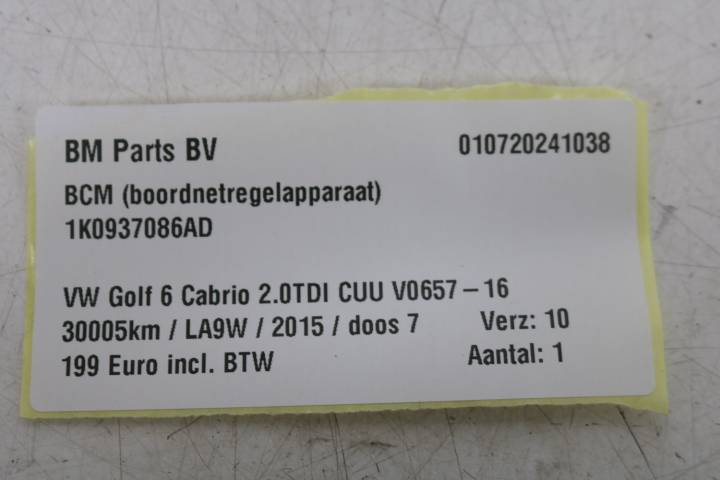 BM Parts BV 010720241038
BCM (boordnetregelapparaat)
1K0937086AD
VW Golf 6 Cabrio 2.0TDI CUU V0657-16
30005km / LA9W / 2015 / doos 7 Verz: 10
199 Euro incl. BTW Aantal: 1